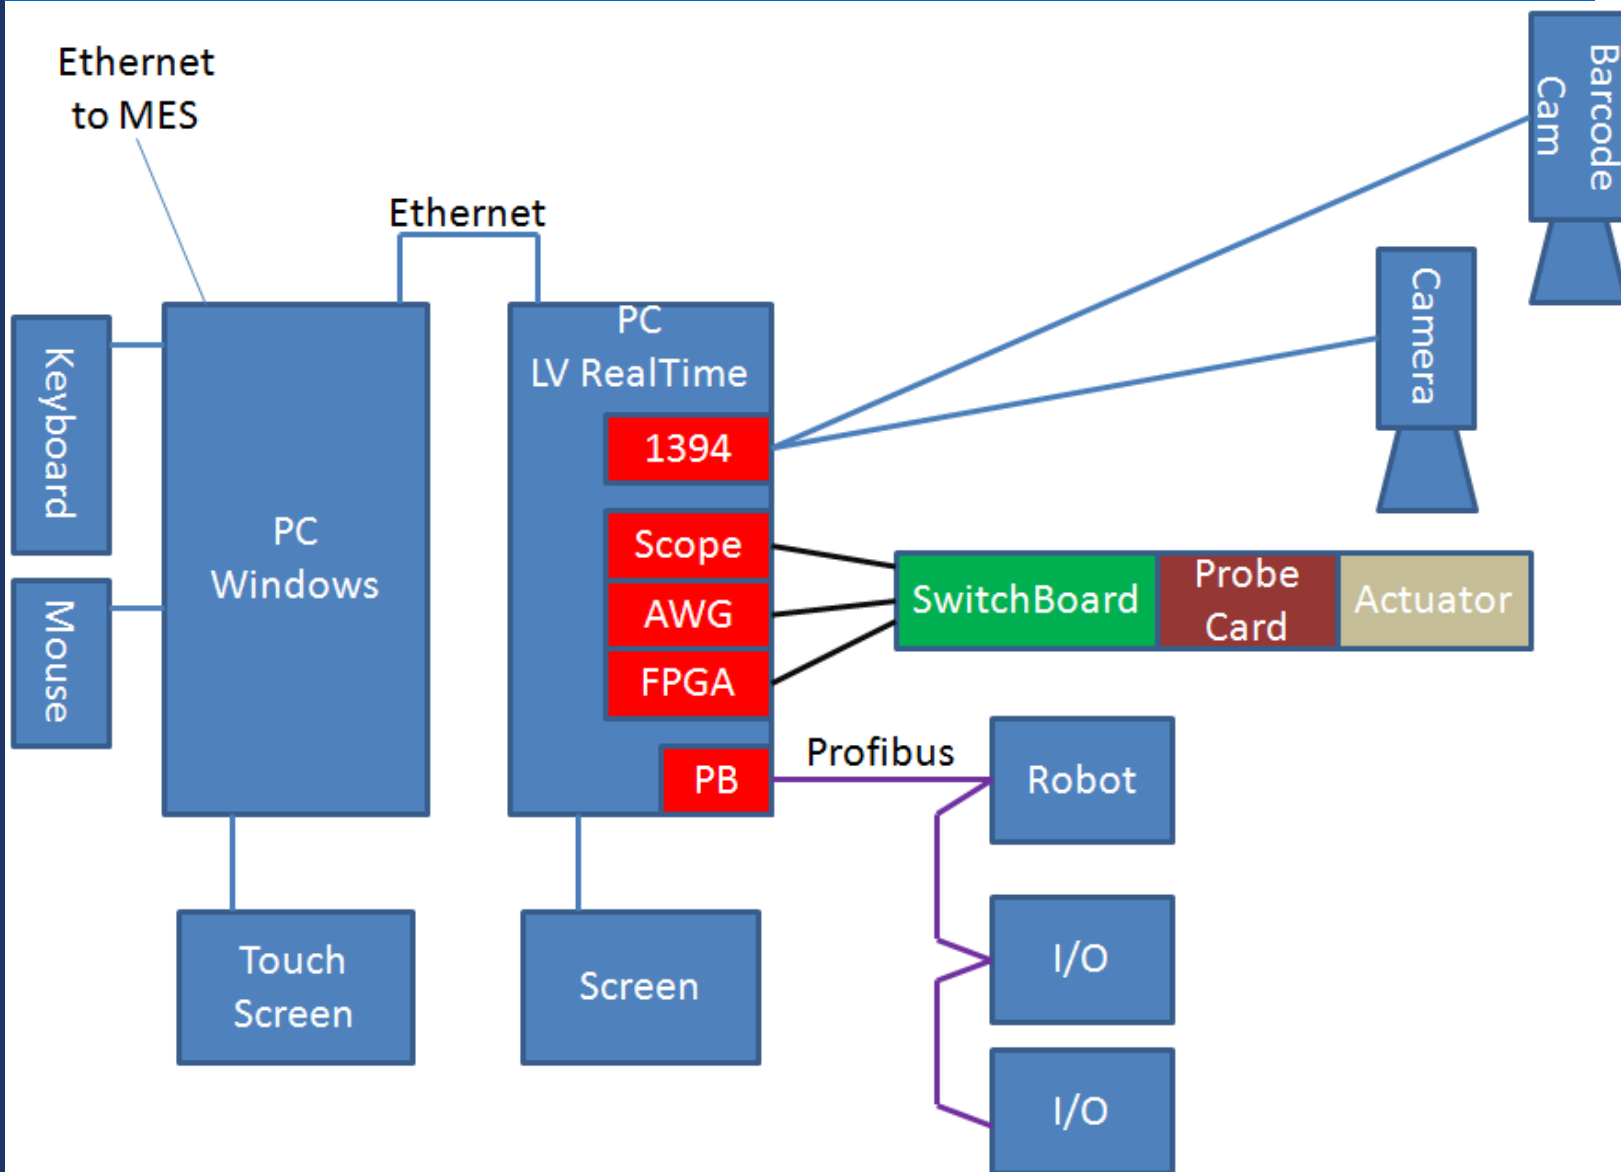 Ethernet
to MES
Ethernet
Barcode
Cam
Camera
Keyboard
Mouse
PC
Windows
PC
LV RealTime
1394
Scope
AWG
FPGA
PB
SwitchBoard
Probe
Card
Actuator
Profibus
Robot
I/O
I/O
Touch
Screen
Screen